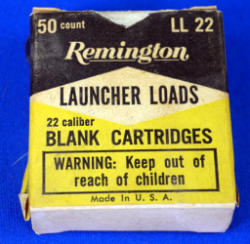 50 count LL 22
Remington
LAUNCHER LOADS
22 caliber
BLANK CARTRIDGES
WARNING: Keep out of
reach of children
Made in U. S. A.